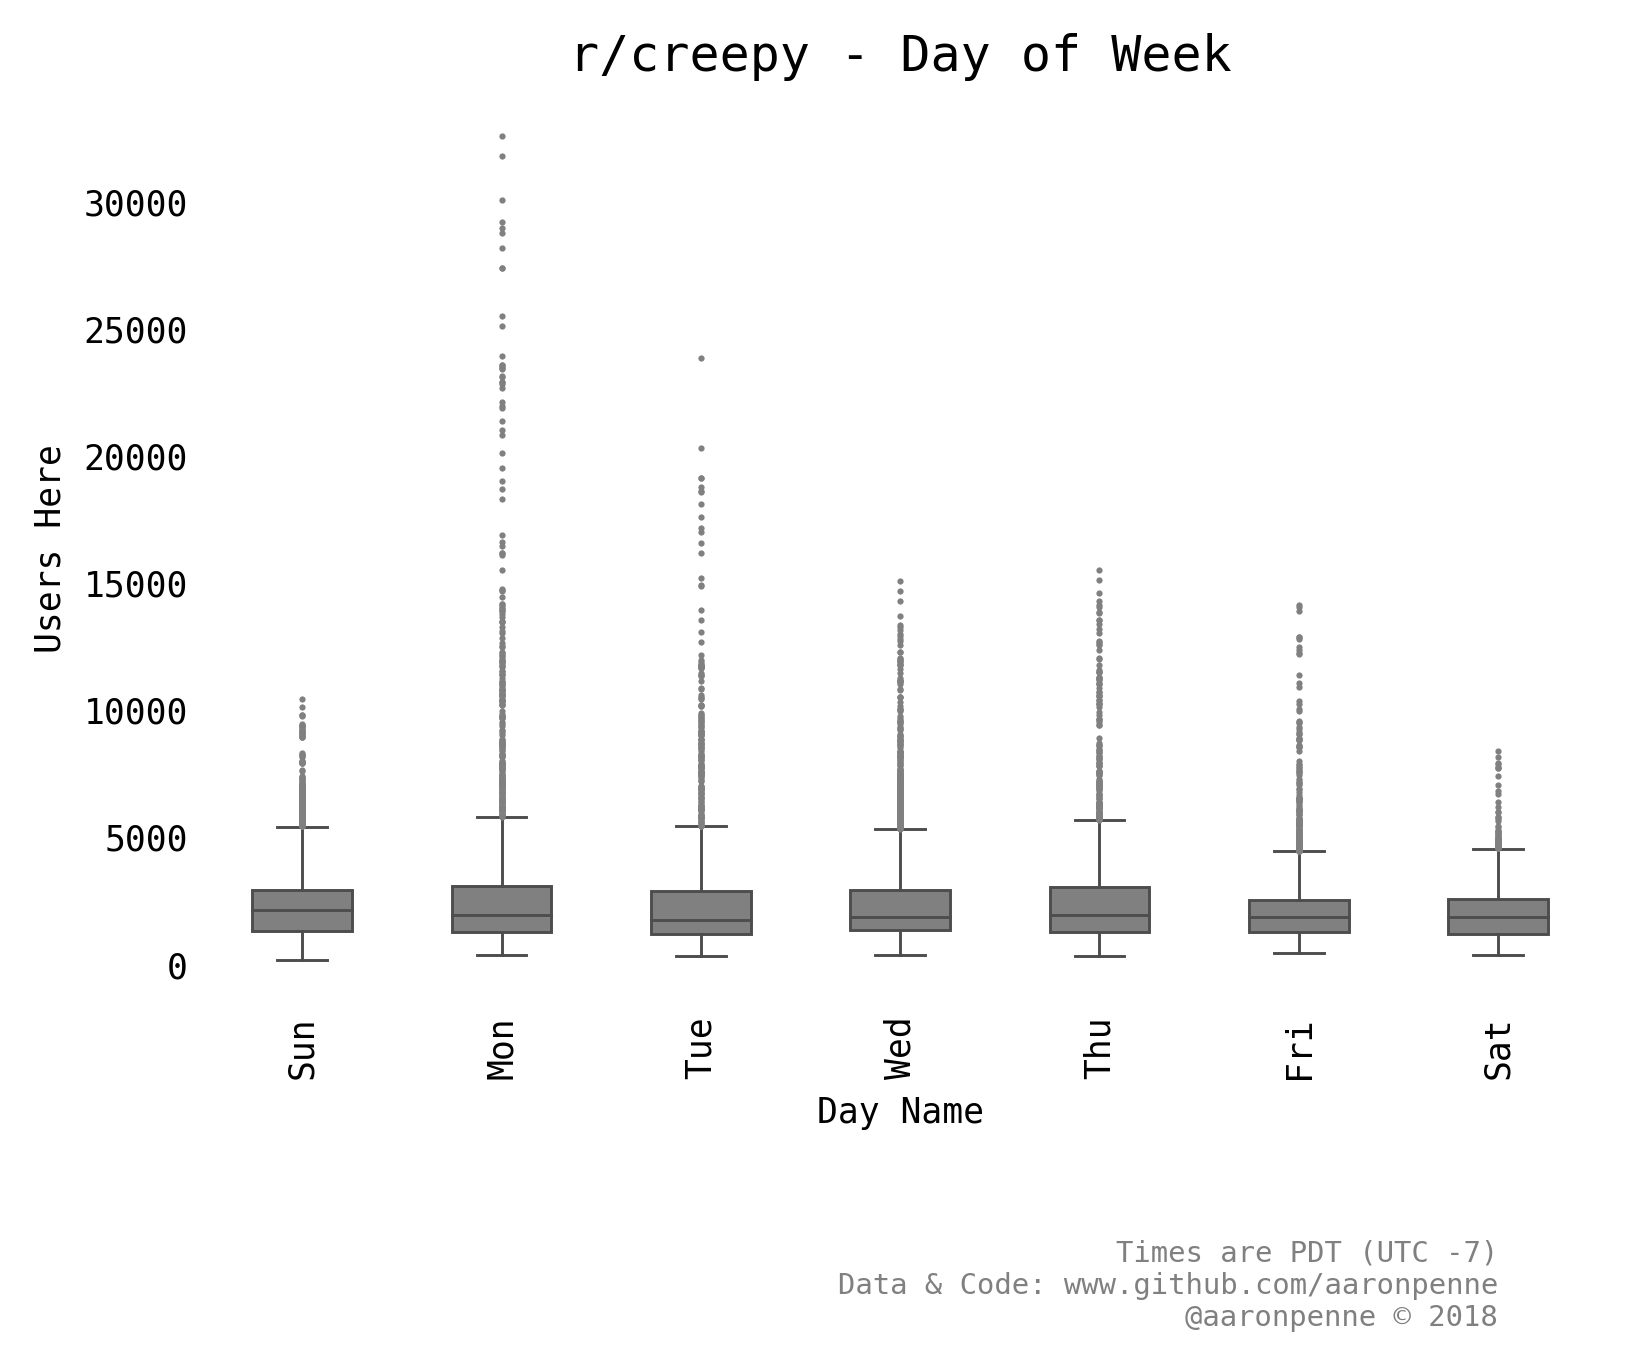 r/creepy - Day of Week
30000
25000
20000
15000
10000
5000
0
Users Here
Sun
Mon
Tue
Wed
Thu
Fri
Sat
Day Name
Times are PDT (UTC -7)
Data & Code: www.github.com/aaronpenne
@aaronpenne © 2018